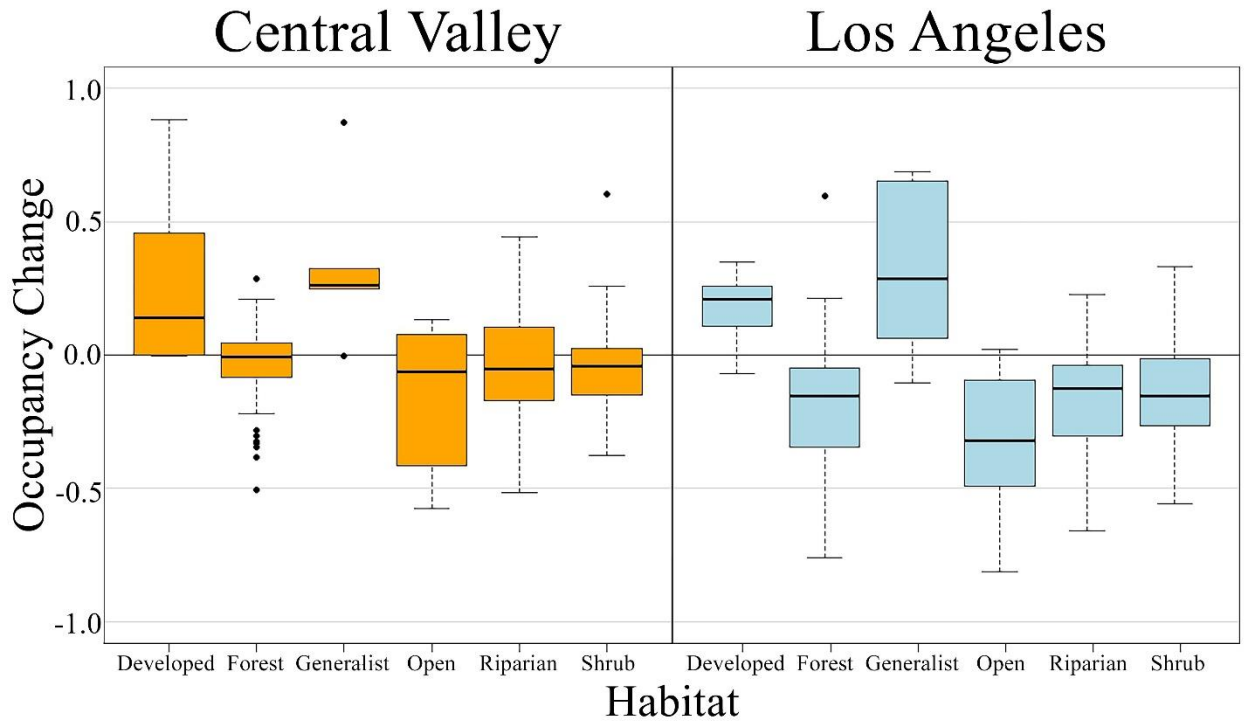 Central Valley Los Angeles
Occupancy Change
1.0
0.5
0.0
-0.5
-1.0
Developed Forest Generalist Open Riparian Shrub Developed Forest Generalist Open Riparian Shrub
Habitat